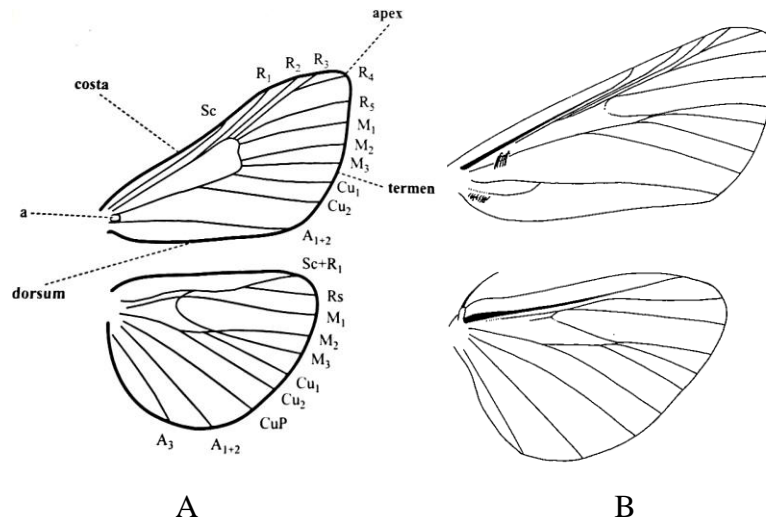 apex
R₁ R₂ R₃
R₄
costa
Sc
R₅
M₁
M₂
M₃
termen
Cu₁
Cu₂
a
A₁₊₂
dorsum
Sc+R₁
Rs
M₁
M₂
M₃
Cu₁
Cu₂
CuP
A₃ A₁₊₂
A B